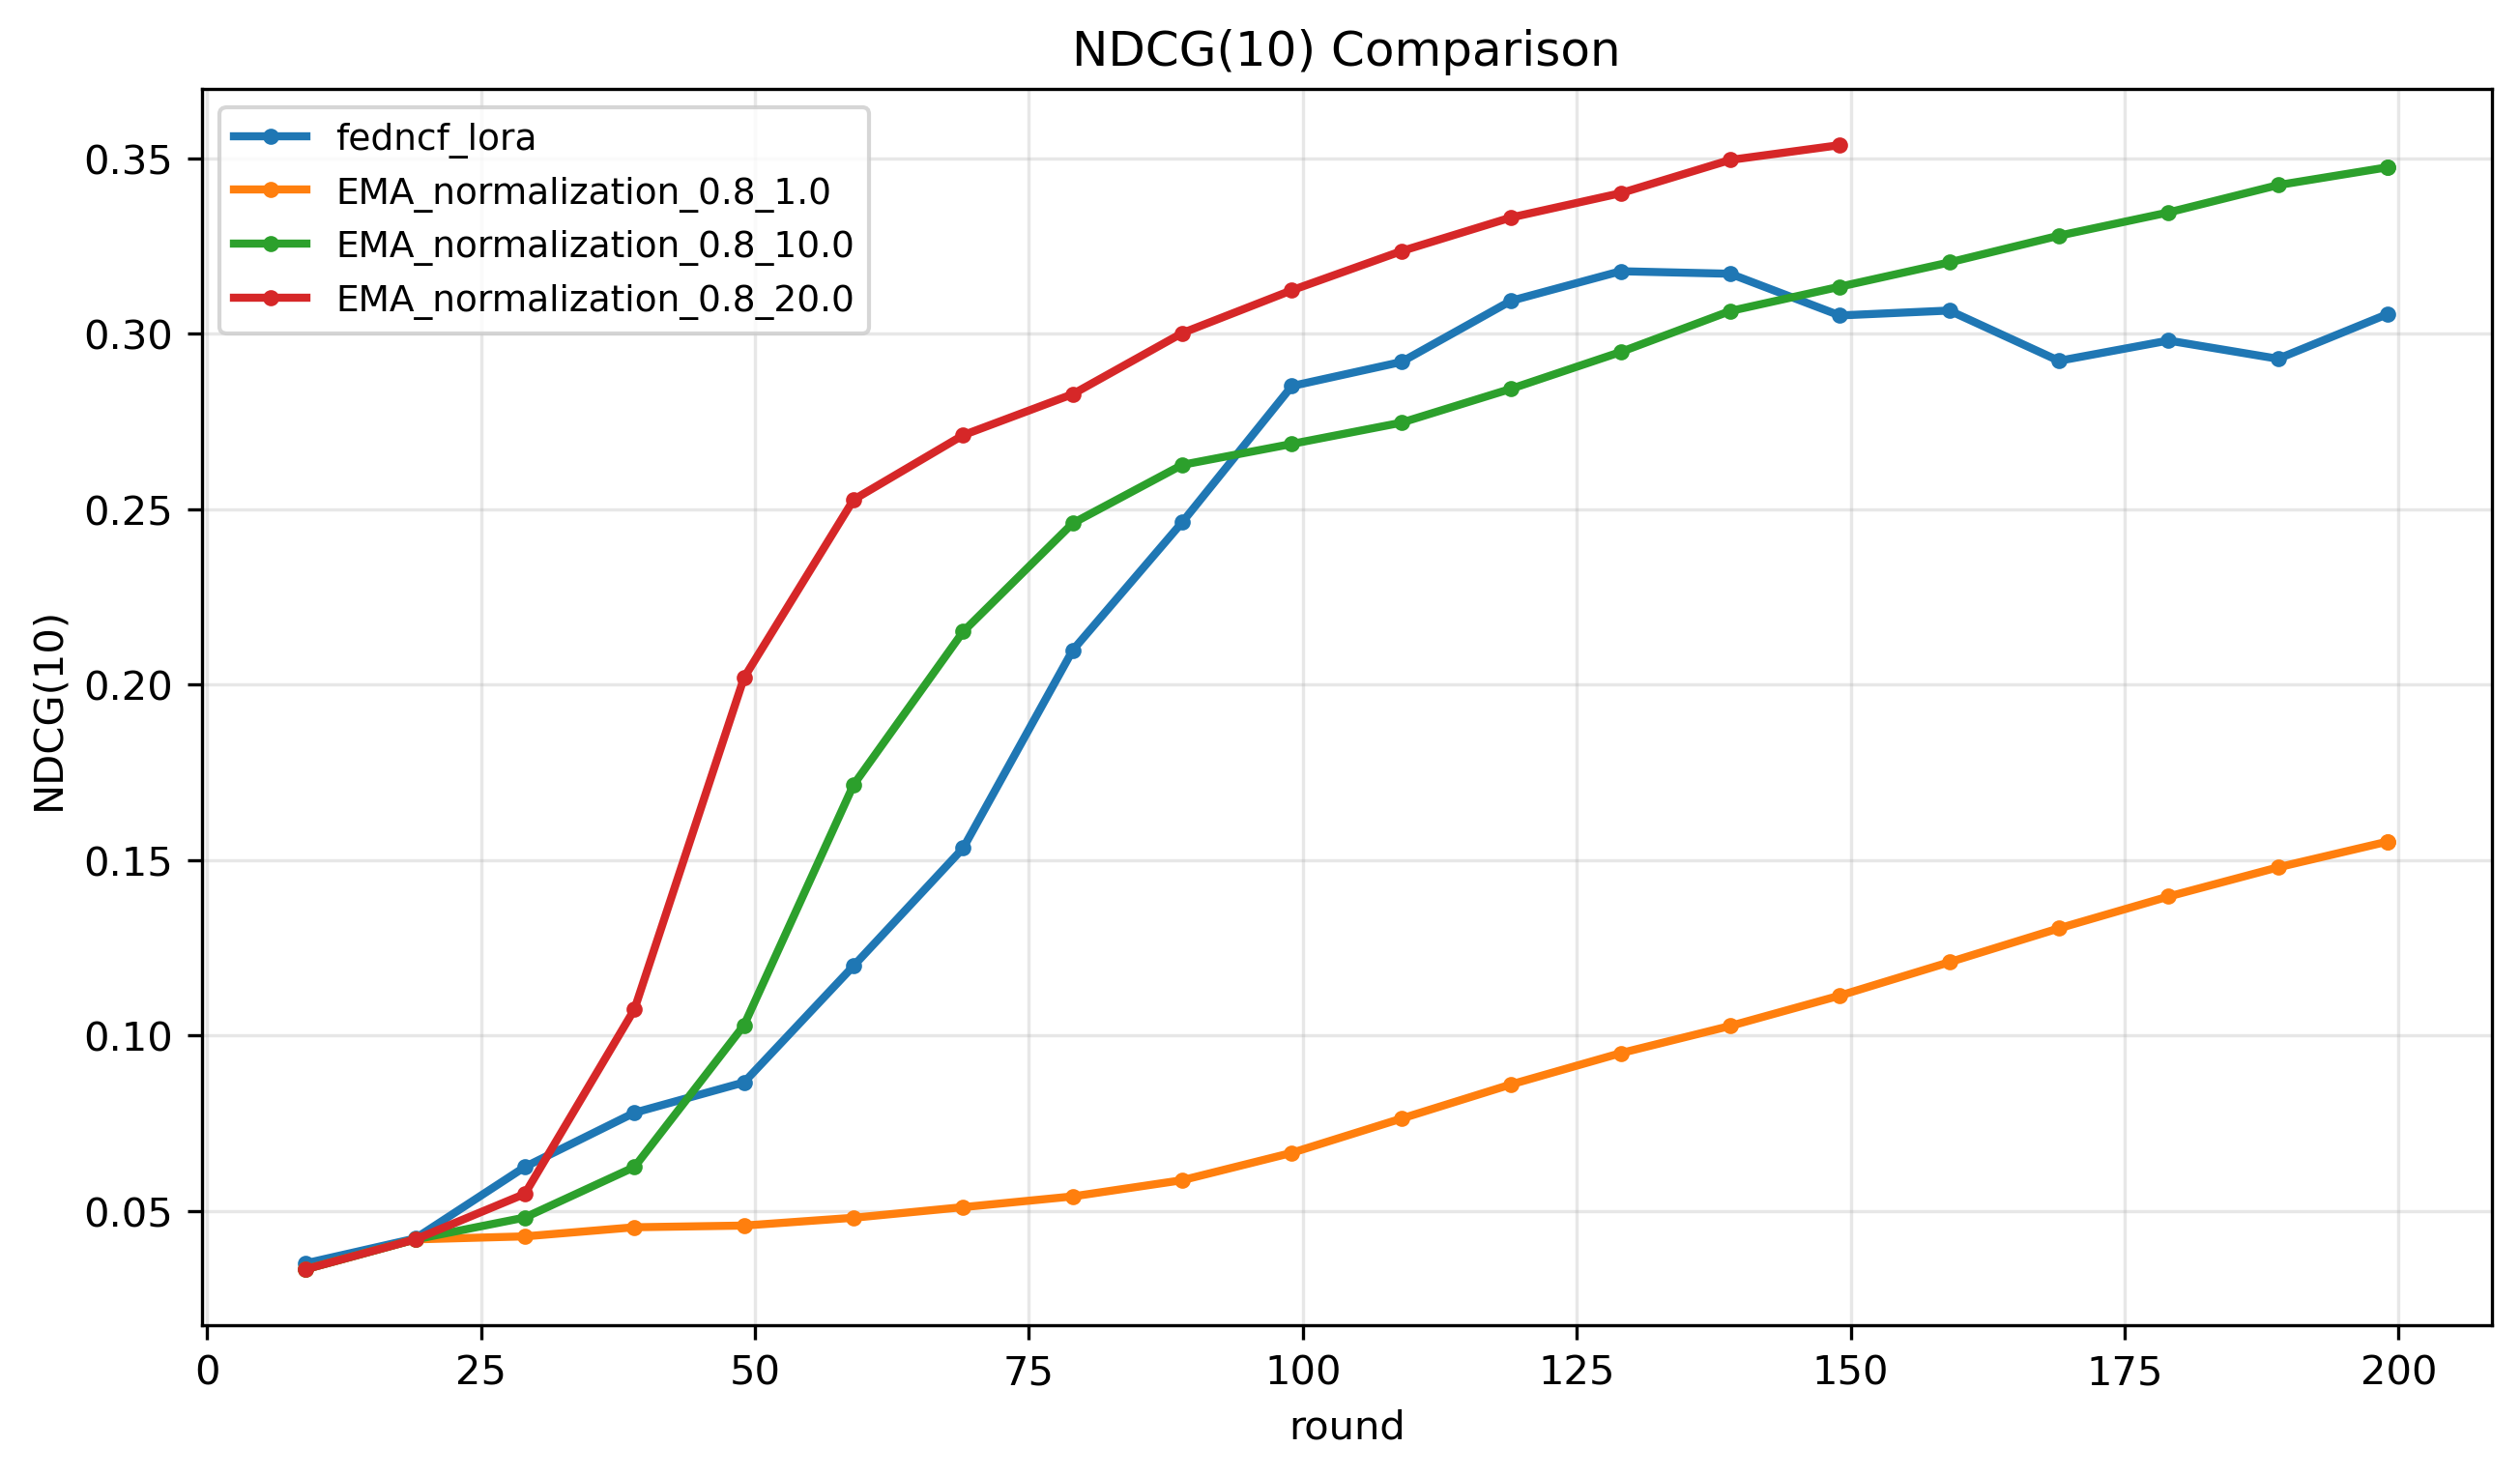 NDCG(10) Comparison
fedncf_lora
EMA_normalization_0.8_1.0
EMA_normalization_0.8_10.0
EMA_normalization_0.8_20.0
0.35
0.30
0.25
0.20
0.15
0.10
0.05
NDCG(10)
0 25 50 75 100 125 150 175 200
round